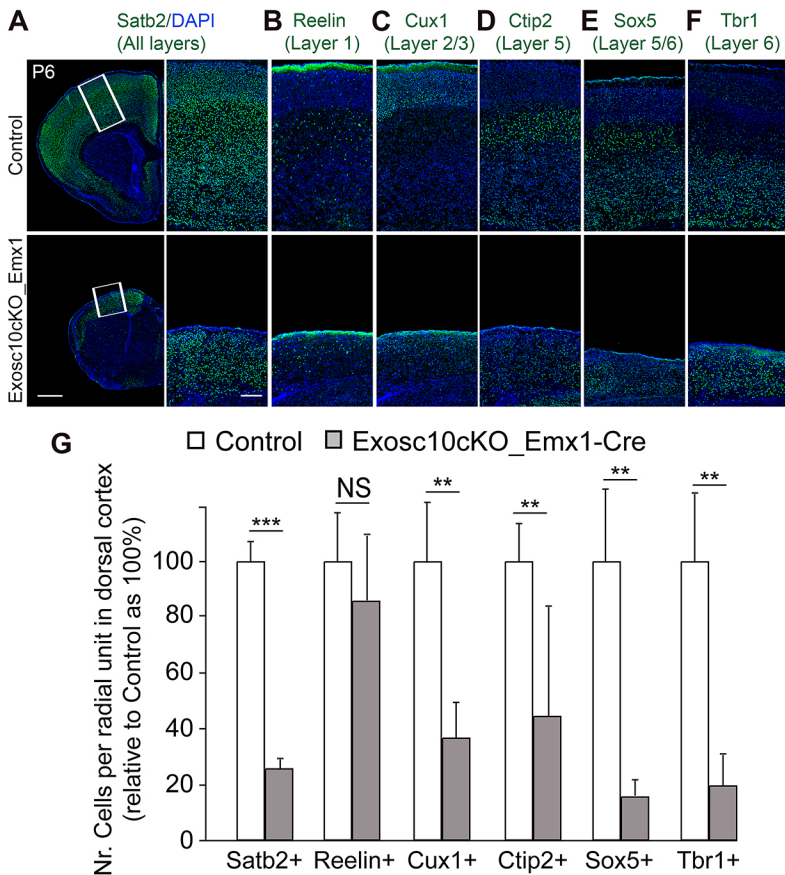 A Satb2/DAPI B Reelin C Cux1 D Ctip2 E Sox5 F Tbr1
(All layers) (Layer 1) (Layer 2/3) (Layer 5) (Layer 5/6) (Layer 6)
P6
Control
Exosc10cKO_Emx1
G Control Exosc10cKO_Emx1-Cre
Nr. Cells per radial unit in dorsal cortex
(relative to Control as 100%)
*** NS ** ** ** **
100
80
60
40
20
0
Satb2+ Reelin+ Cux1+ Ctip2+ Sox5+ Tbr1+